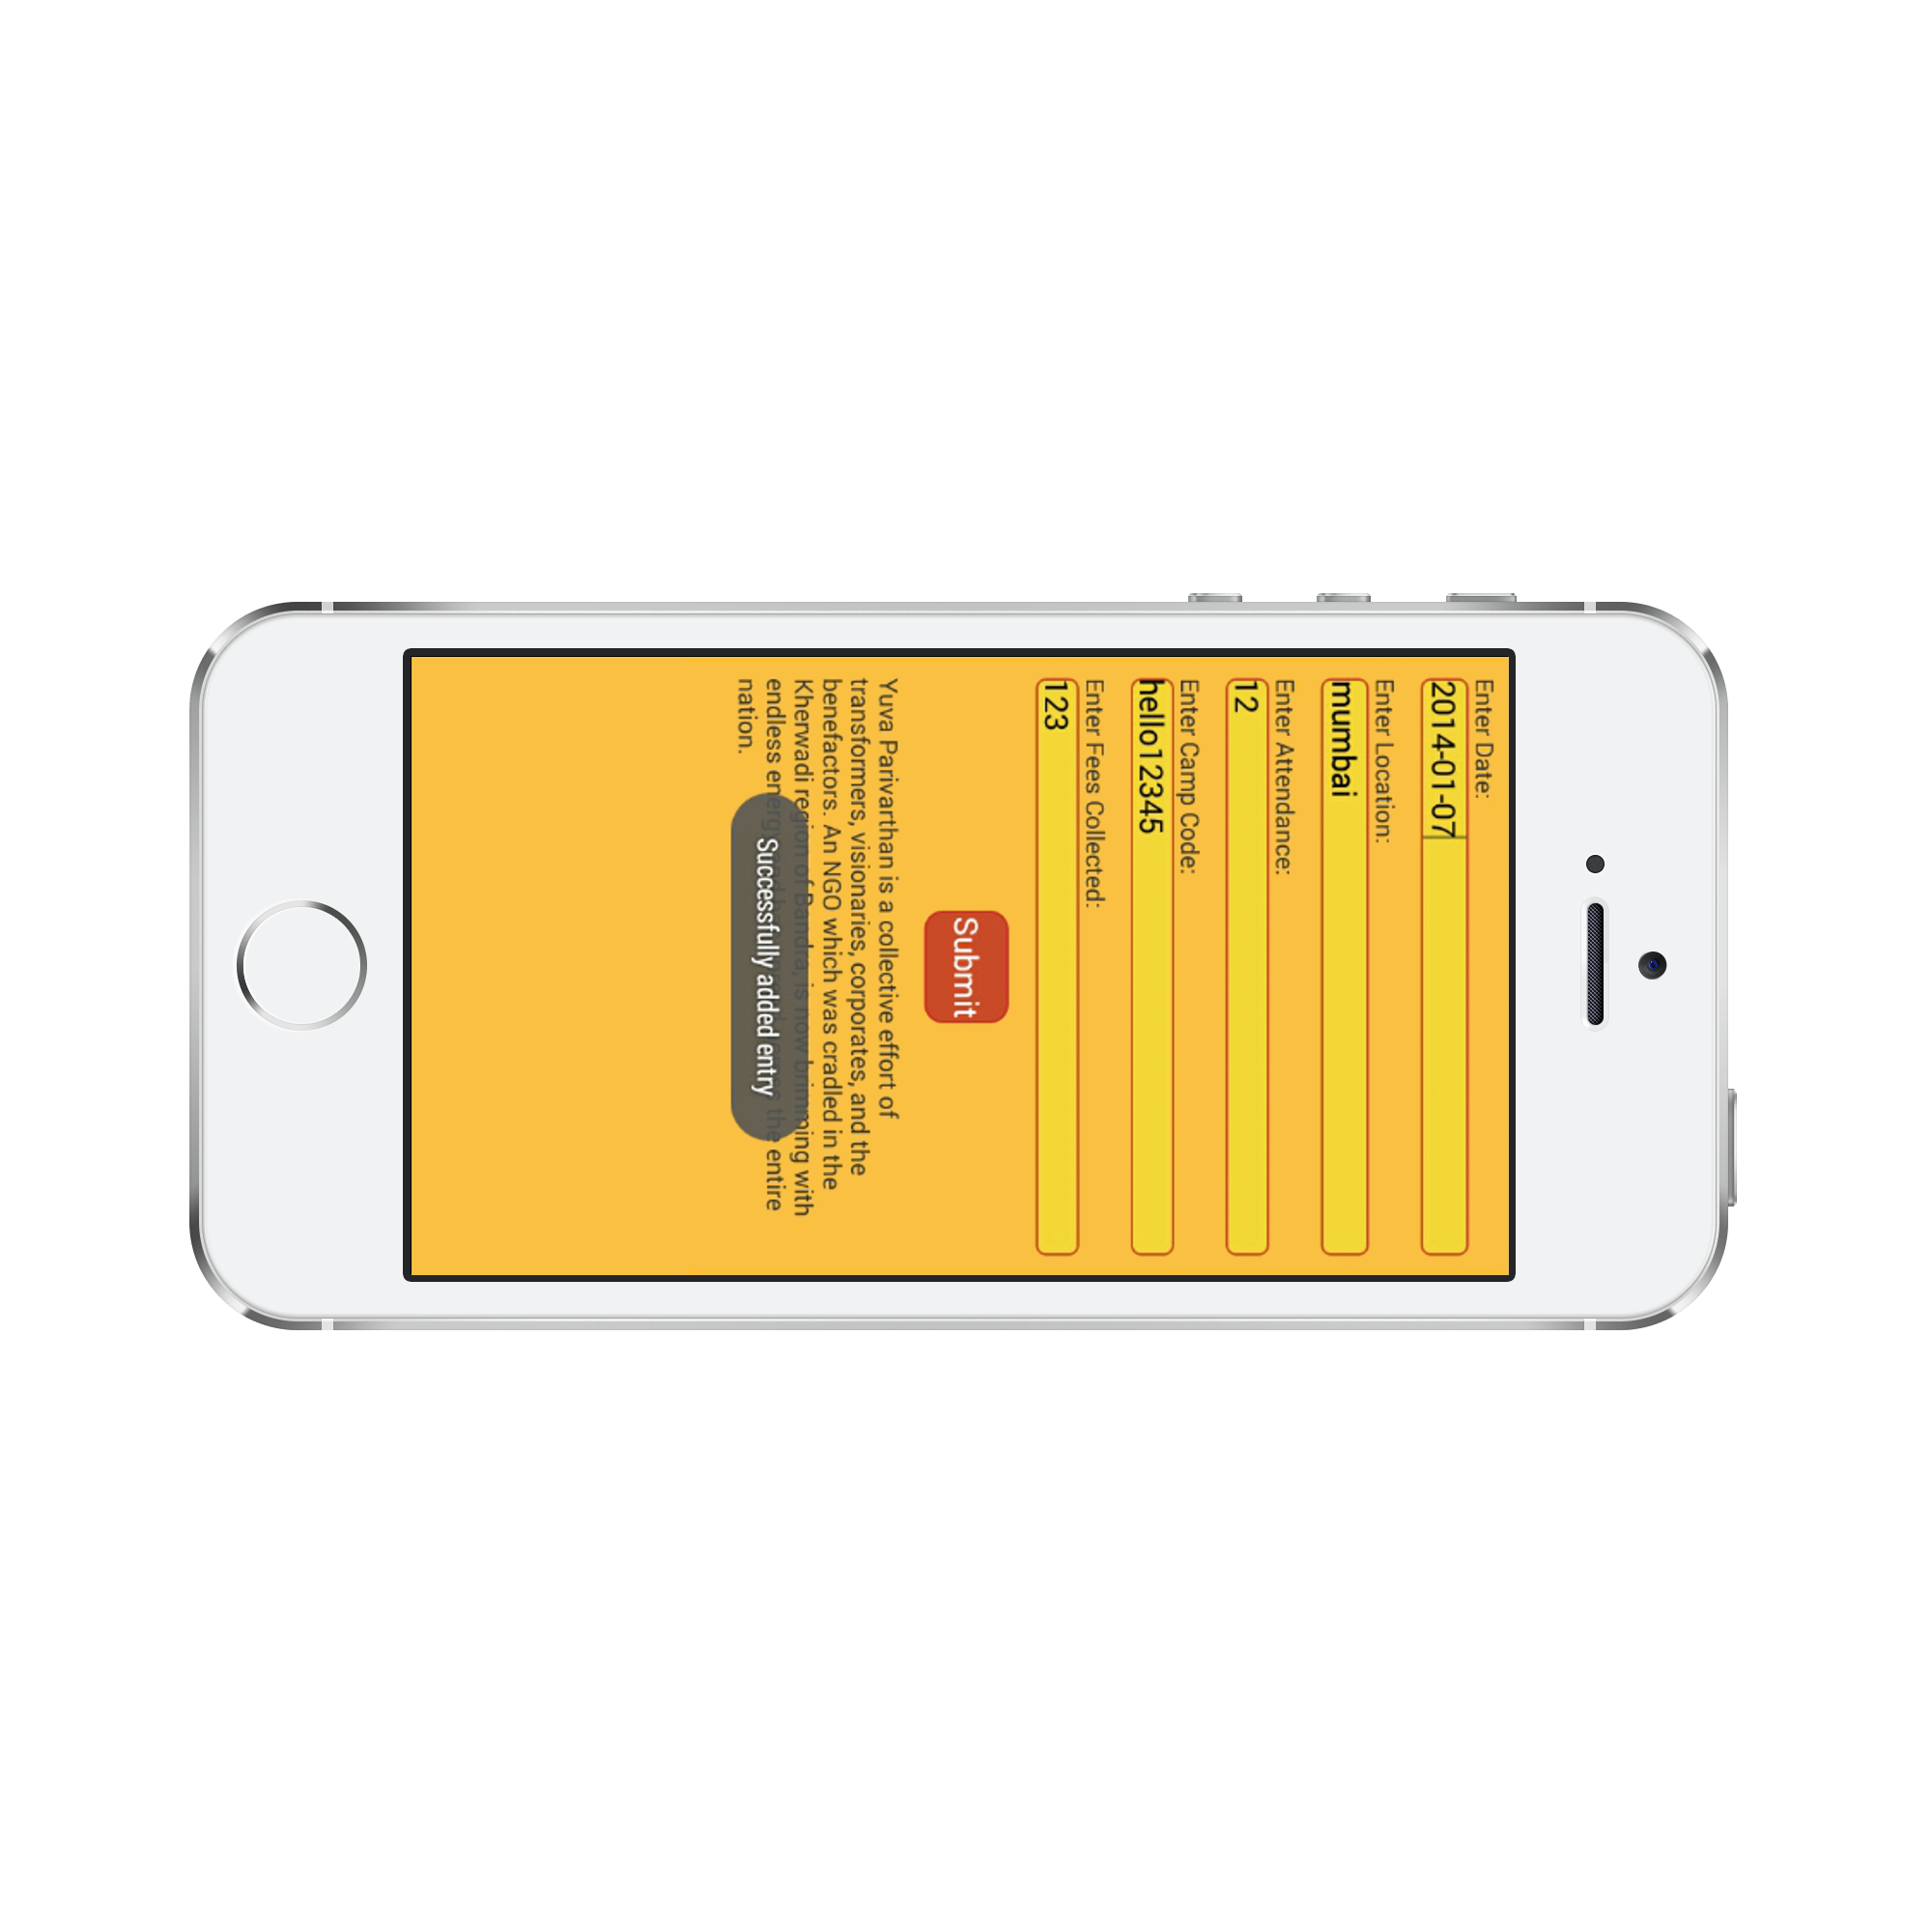 Enter Date:
2014-01-07
Enter Location:
mumbai
Enter Attendance:
12
Enter Camp Code:
hello12345
Enter Fees Collected:
123
Submit
Yuva Parivarthan is a collective effort of
transformers, visionaries, corporates, and the
benefactors. An NGO which was cradled in the
Kherwadi region of Bandra, is now brimming with
endless energy the entire
nation.
Successfully added entry